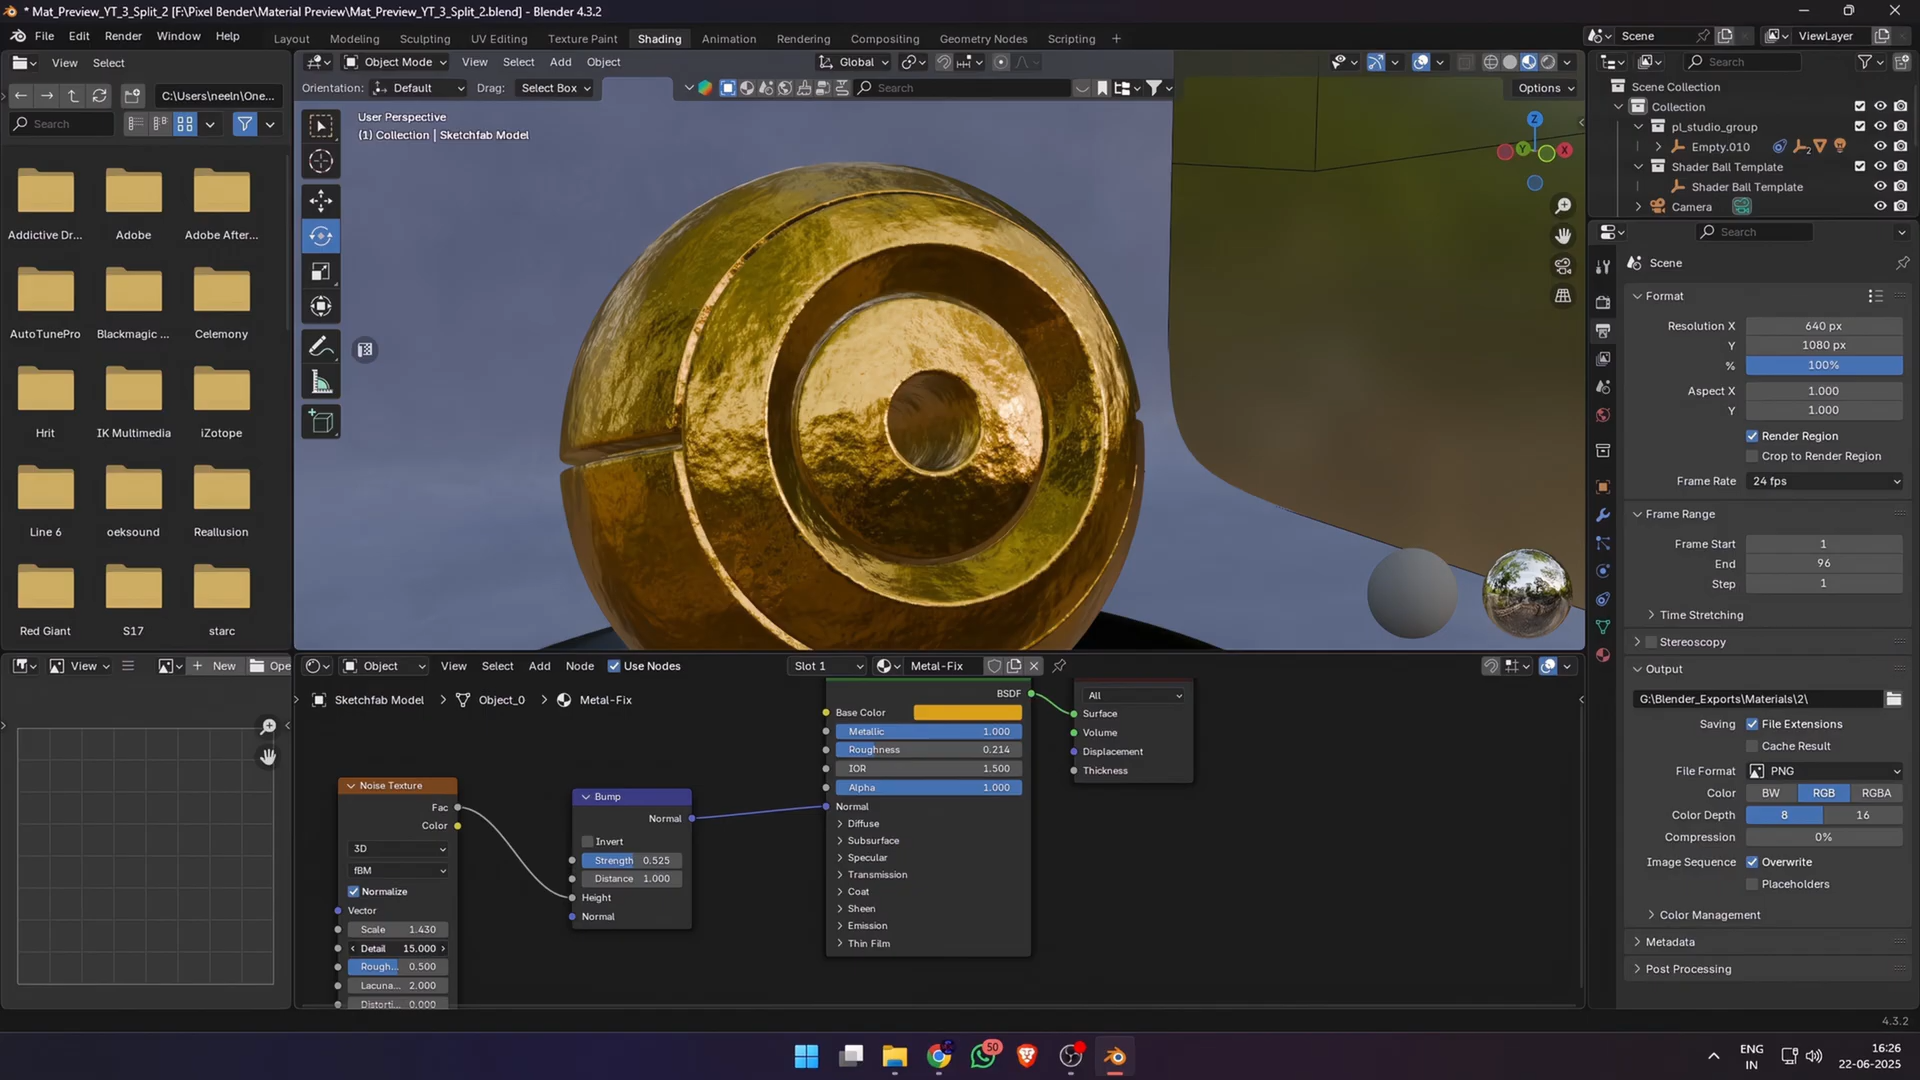 * Mat_Preview_YT_3_Split_2 [F:\Pixel Bender\Material Preview\Mat_Preview_YT_3_Split_2.blend] - Blender 4.3.2
File Edit Render Window Help
Layout Modeling Sculpting UV Editing Texture Paint Shading Animation Rendering Compositing Geometry Nodes Scripting +
Scene
ViewLayer
View Select
C:\Users\neeln\One...
Search
Addictive Dr...
Adobe
Adobe After...
AutoTunePro
Blackmagic ...
Celemony
Hrit
IK Multimedia
iZotope
Line 6
oeksound
Reallusion
Red Giant
S17
starc
Object Mode View Select Add Object
Global
Orientation: Default Drag: Select Box
Search
Options
User Perspective
(1) Collection | Sketchfab Model
Z
Y
X
Search
Scene Collection
Collection
pl_studio_group
Empty.010
2
Shader Ball Template
Shader Ball Template
Camera
Search
Scene
Format
Resolution X 640 px
Y 1080 px
% 100%
Aspect X 1.000
Y 1.000
Render Region
Crop to Render Region
Frame Rate 24 fps
Frame Range
Frame Start 1
End 96
Step 1
Time Stretching
Stereoscopy
Output
G:\Blender_Exports\Materials\2\
Saving File Extensions
Cache Result
File Format PNG
Color BW RGB RGBA
Color Depth 8 16
Compression 0%
Image Sequence Overwrite
Placeholders
Color Management
Metadata
Post Processing
View
+ New
Ope
Object View Select Add Node Use Nodes
Slot 1
Metal-Fix
Sketchfab Model > Object_0 > Metal-Fix
Noise Texture
Fac
Color
3D
fBM
Normalize
Vector
Scale 1.430
Detail 15.000
Rough... 0.500
Lacuna... 2.000
Distorti... 0.000
Bump
Normal
Invert
Strength 0.525
Distance 1.000
Height
Normal
BSDF
Base Color
Metallic 1.000
Roughness 0.214
IOR 1.500
Alpha 1.000
Normal
Diffuse
Subsurface
Specular
Transmission
Coat
Sheen
Emission
Thin Film
All
Surface
Volume
Displacement
Thickness
4.3.2
50
ENG
IN
16:26
22-06-2025